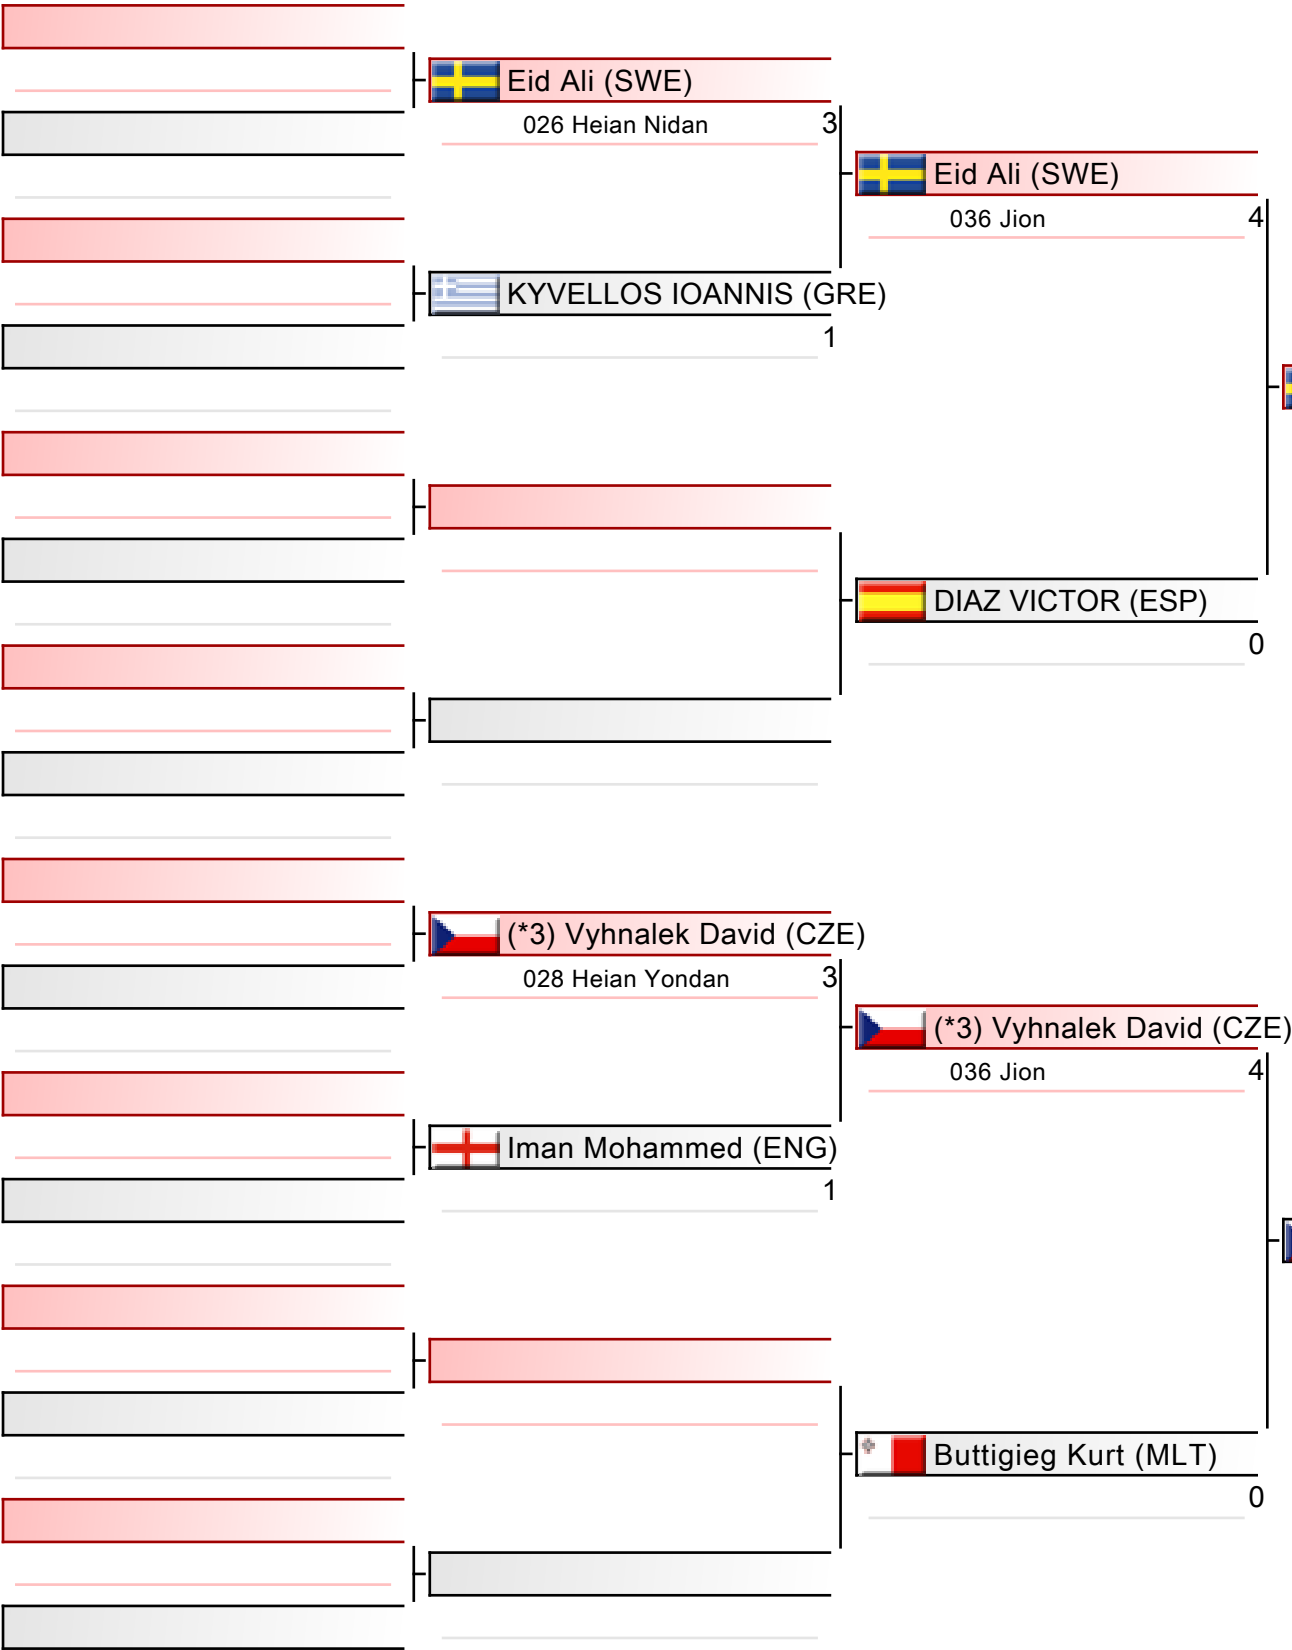 Eid Ali (SWE)
026 Heian Nidan 3
Eid Ali (SWE)
036 Jion 4
KYVELLOS IOANNIS (GRE)
1
DIAZ VICTOR (ESP)
0
(*3) Vyhnalek David (CZE)
028 Heian Yondan 3
(*3) Vyhnalek David (CZE)
036 Jion 4
Iman Mohammed (ENG)
1
Buttigieg Kurt (MLT)
0